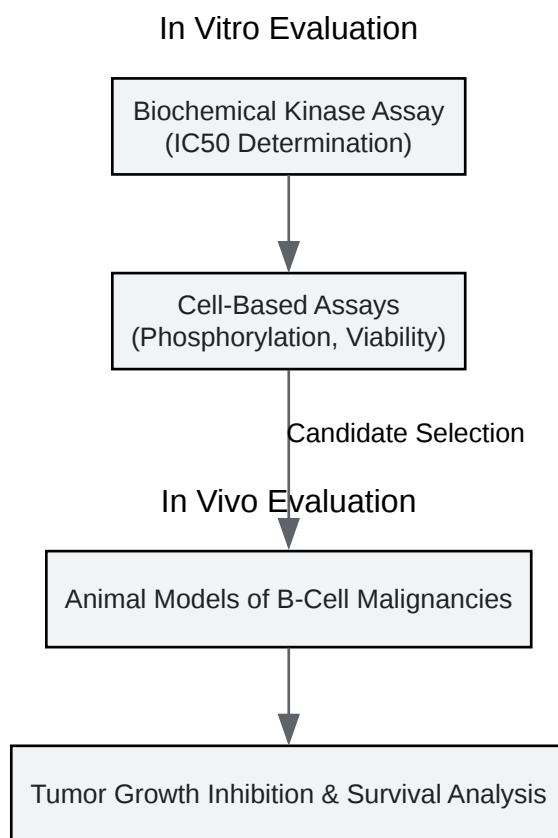 In Vitro Evaluation
Biochemical Kinase Assay
(IC50 Determination)
Cell-Based Assays
(Phosphorylation, Viability)
Candidate Selection
In Vivo Evaluation
Animal Models of B-Cell Malignancies
Tumor Growth Inhibition & Survival Analysis